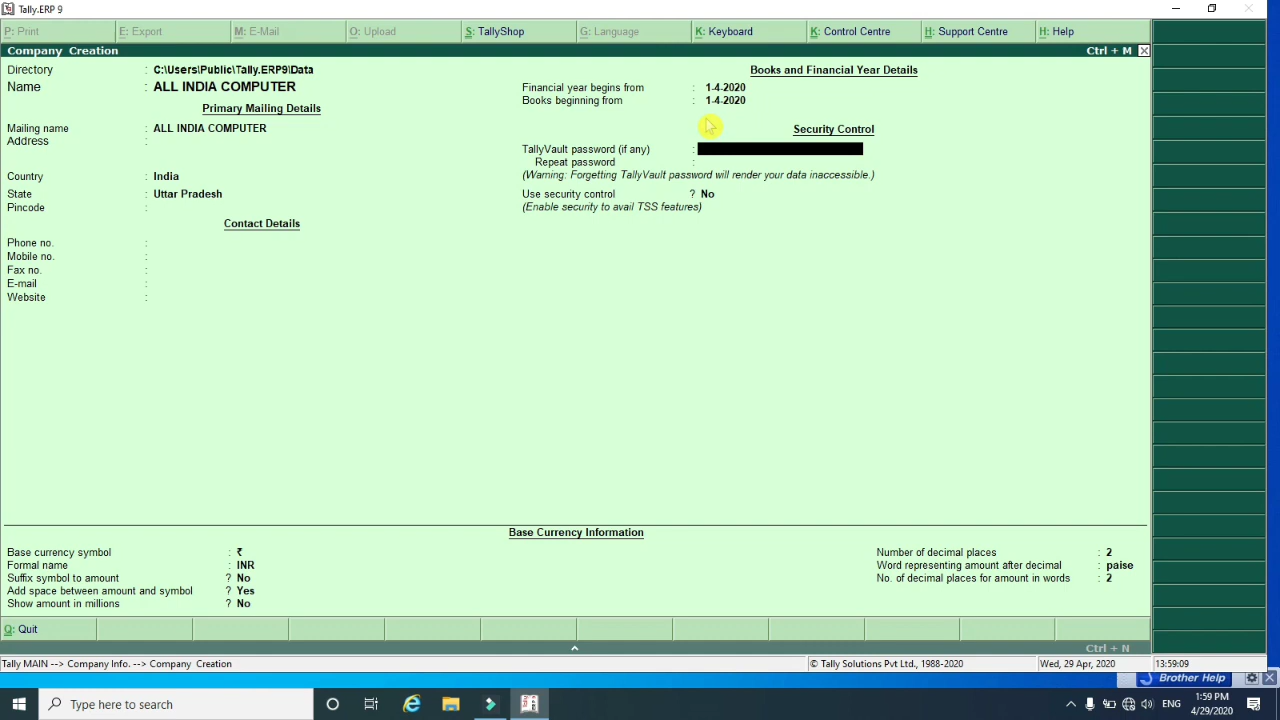 Tally.ERP 9
P: Print
E: Export
M: E-Mail
O: Upload
S: TallyShop
G: Language
K: Keyboard
K: Control Centre
H: Support Centre
H: Help
Company Creation
Ctrl + M
Directory : C:\Users\Public\Tally.ERP9\Data
Name : ALL INDIA COMPUTER
Primary Mailing Details
Mailing name : ALL INDIA COMPUTER
Address :
Country : India
State : Uttar Pradesh
Pincode :
Contact Details
Phone no. :
Mobile no. :
Fax no. :
E-mail :
Website :
Books and Financial Year Details
Financial year begins from : 1-4-2020
Books beginning from : 1-4-2020
Security Control
TallyVault password (if any) :
Repeat password :
(Warning: Forgetting TallyVault password will render your data inaccessible.)
Use security control ? No
(Enable security to avail TSS features)
Base Currency Information
Base currency symbol : ₹
Formal name : INR
Suffix symbol to amount ? No
Add space between amount and symbol ? Yes
Show amount in millions ? No
Number of decimal places : 2
Word representing amount after decimal : paise
No. of decimal places for amount in words : 2
Q: Quit
Ctrl + N
Tally MAIN --> Company Info. --> Company Creation
© Tally Solutions Pvt Ltd., 1988-2020
Wed, 29 Apr, 2020
13:59:09
Brother Help
Type here to search
ENG
1:59 PM
4/29/2020